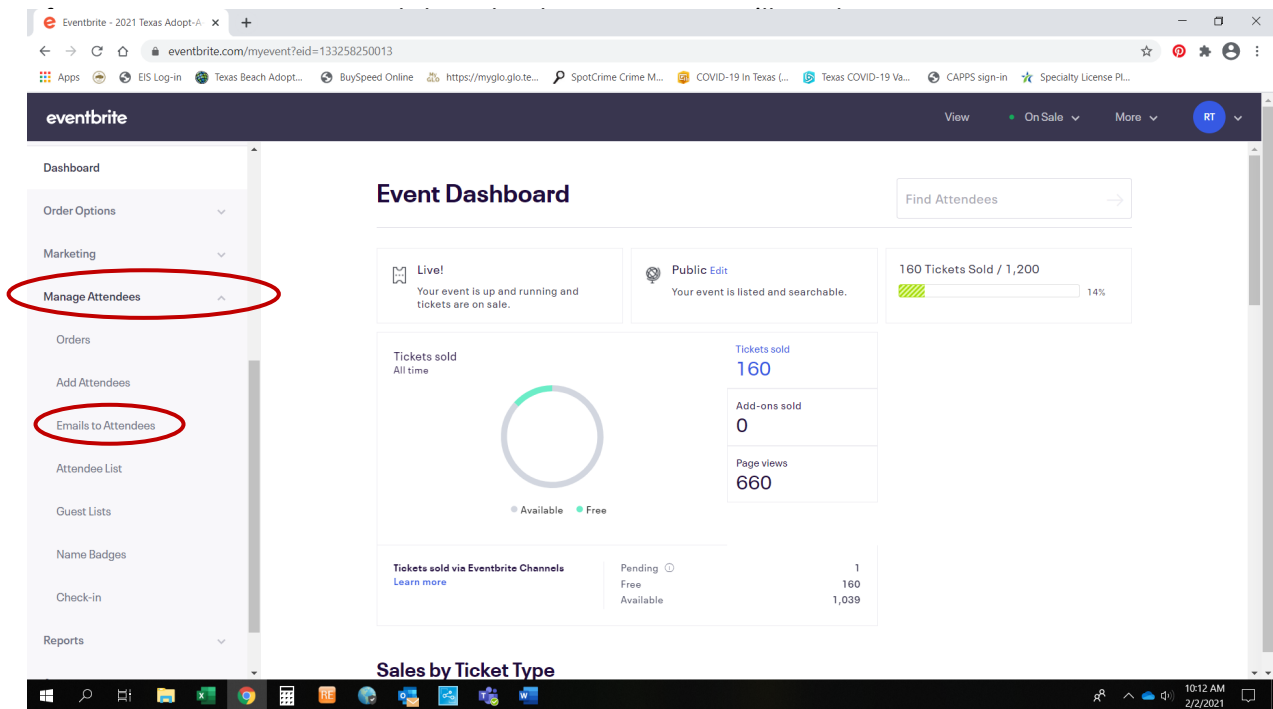 Eventbrite - 2021 Texas Adopt-A
eventbrite.com/myevent?eid=133258250013
Apps EIS Log-in Texas Beach Adopt... BuySpeed Online https://myglo.glo.te... SpotCrime Crime M... COVID-19 In Texas (... Texas COVID-19 Va... CAPPS sign-in Specialty License Pl...
eventbrite View On Sale More RT
Dashboard
Order Options
Marketing
Manage Attendees
Orders
Add Attendees
Emails to Attendees
Attendee List
Guest Lists
Name Badges
Check-in
Reports
Event Dashboard
Find Attendees
Live!
Your event is up and running and
tickets are on sale.
Public Edit
Your event is listed and searchable.
160 Tickets Sold / 1,200
14%
Tickets sold
All time
Available Free
Tickets sold
160
Add-ons sold
0
Page views
660
Tickets sold via Eventbrite Channels
Learn more
Pending 1
Free 160
Available 1,039
Sales by Ticket Type
RE
10:12 AM
2/2/2021